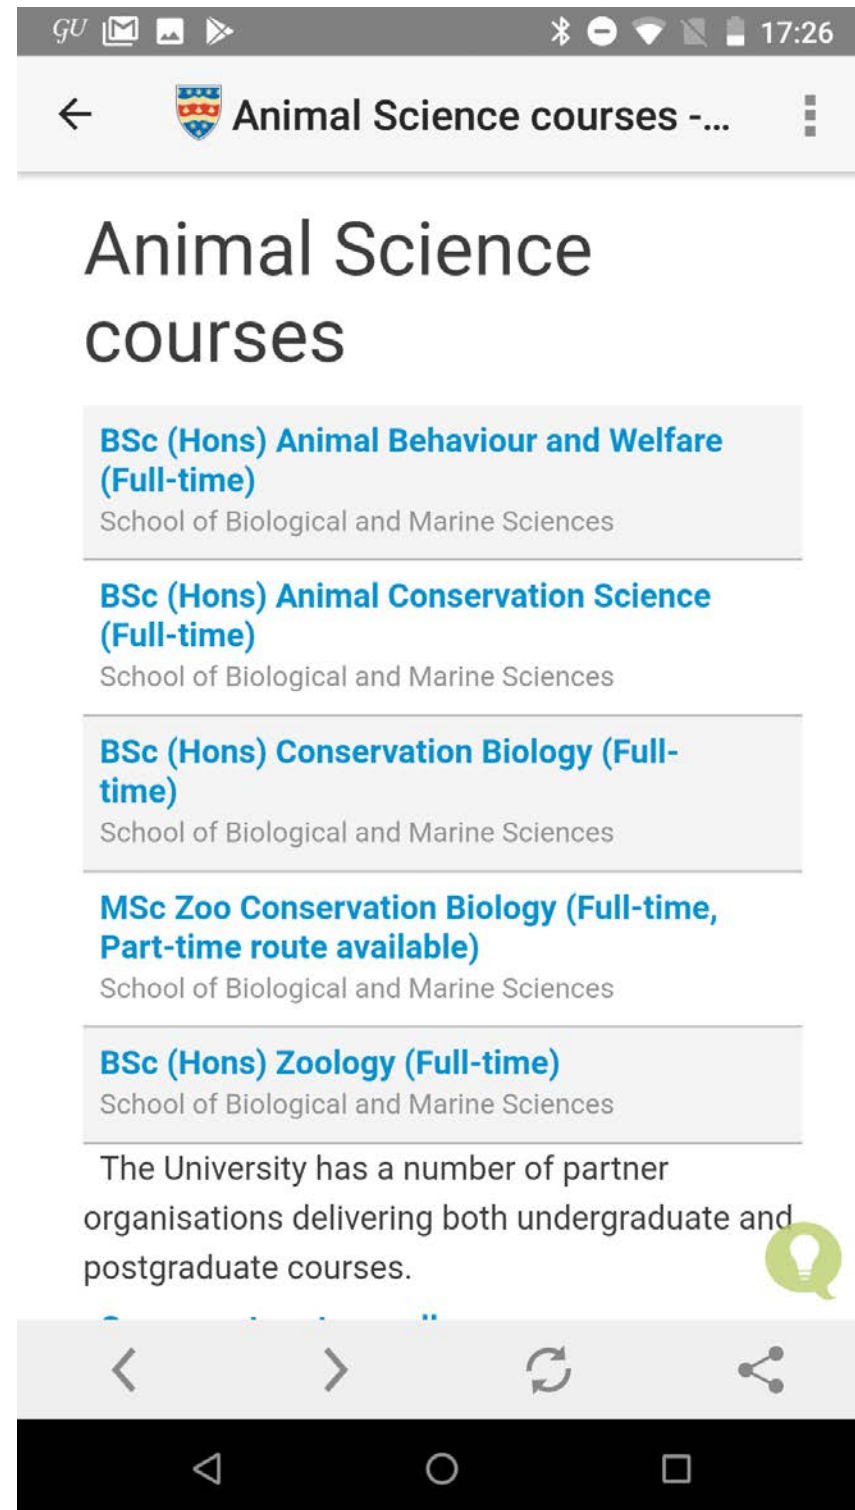 GU 17:26
Animal Science courses -...
Animal Science
courses
BSc (Hons) Animal Behaviour and Welfare
(Full-time)
School of Biological and Marine Sciences
BSc (Hons) Animal Conservation Science
(Full-time)
School of Biological and Marine Sciences
BSc (Hons) Conservation Biology (Full-
time)
School of Biological and Marine Sciences
MSc Zoo Conservation Biology (Full-time,
Part-time route available)
School of Biological and Marine Sciences
BSc (Hons) Zoology (Full-time)
School of Biological and Marine Sciences
The University has a number of partner
organisations delivering both undergraduate and
postgraduate courses.